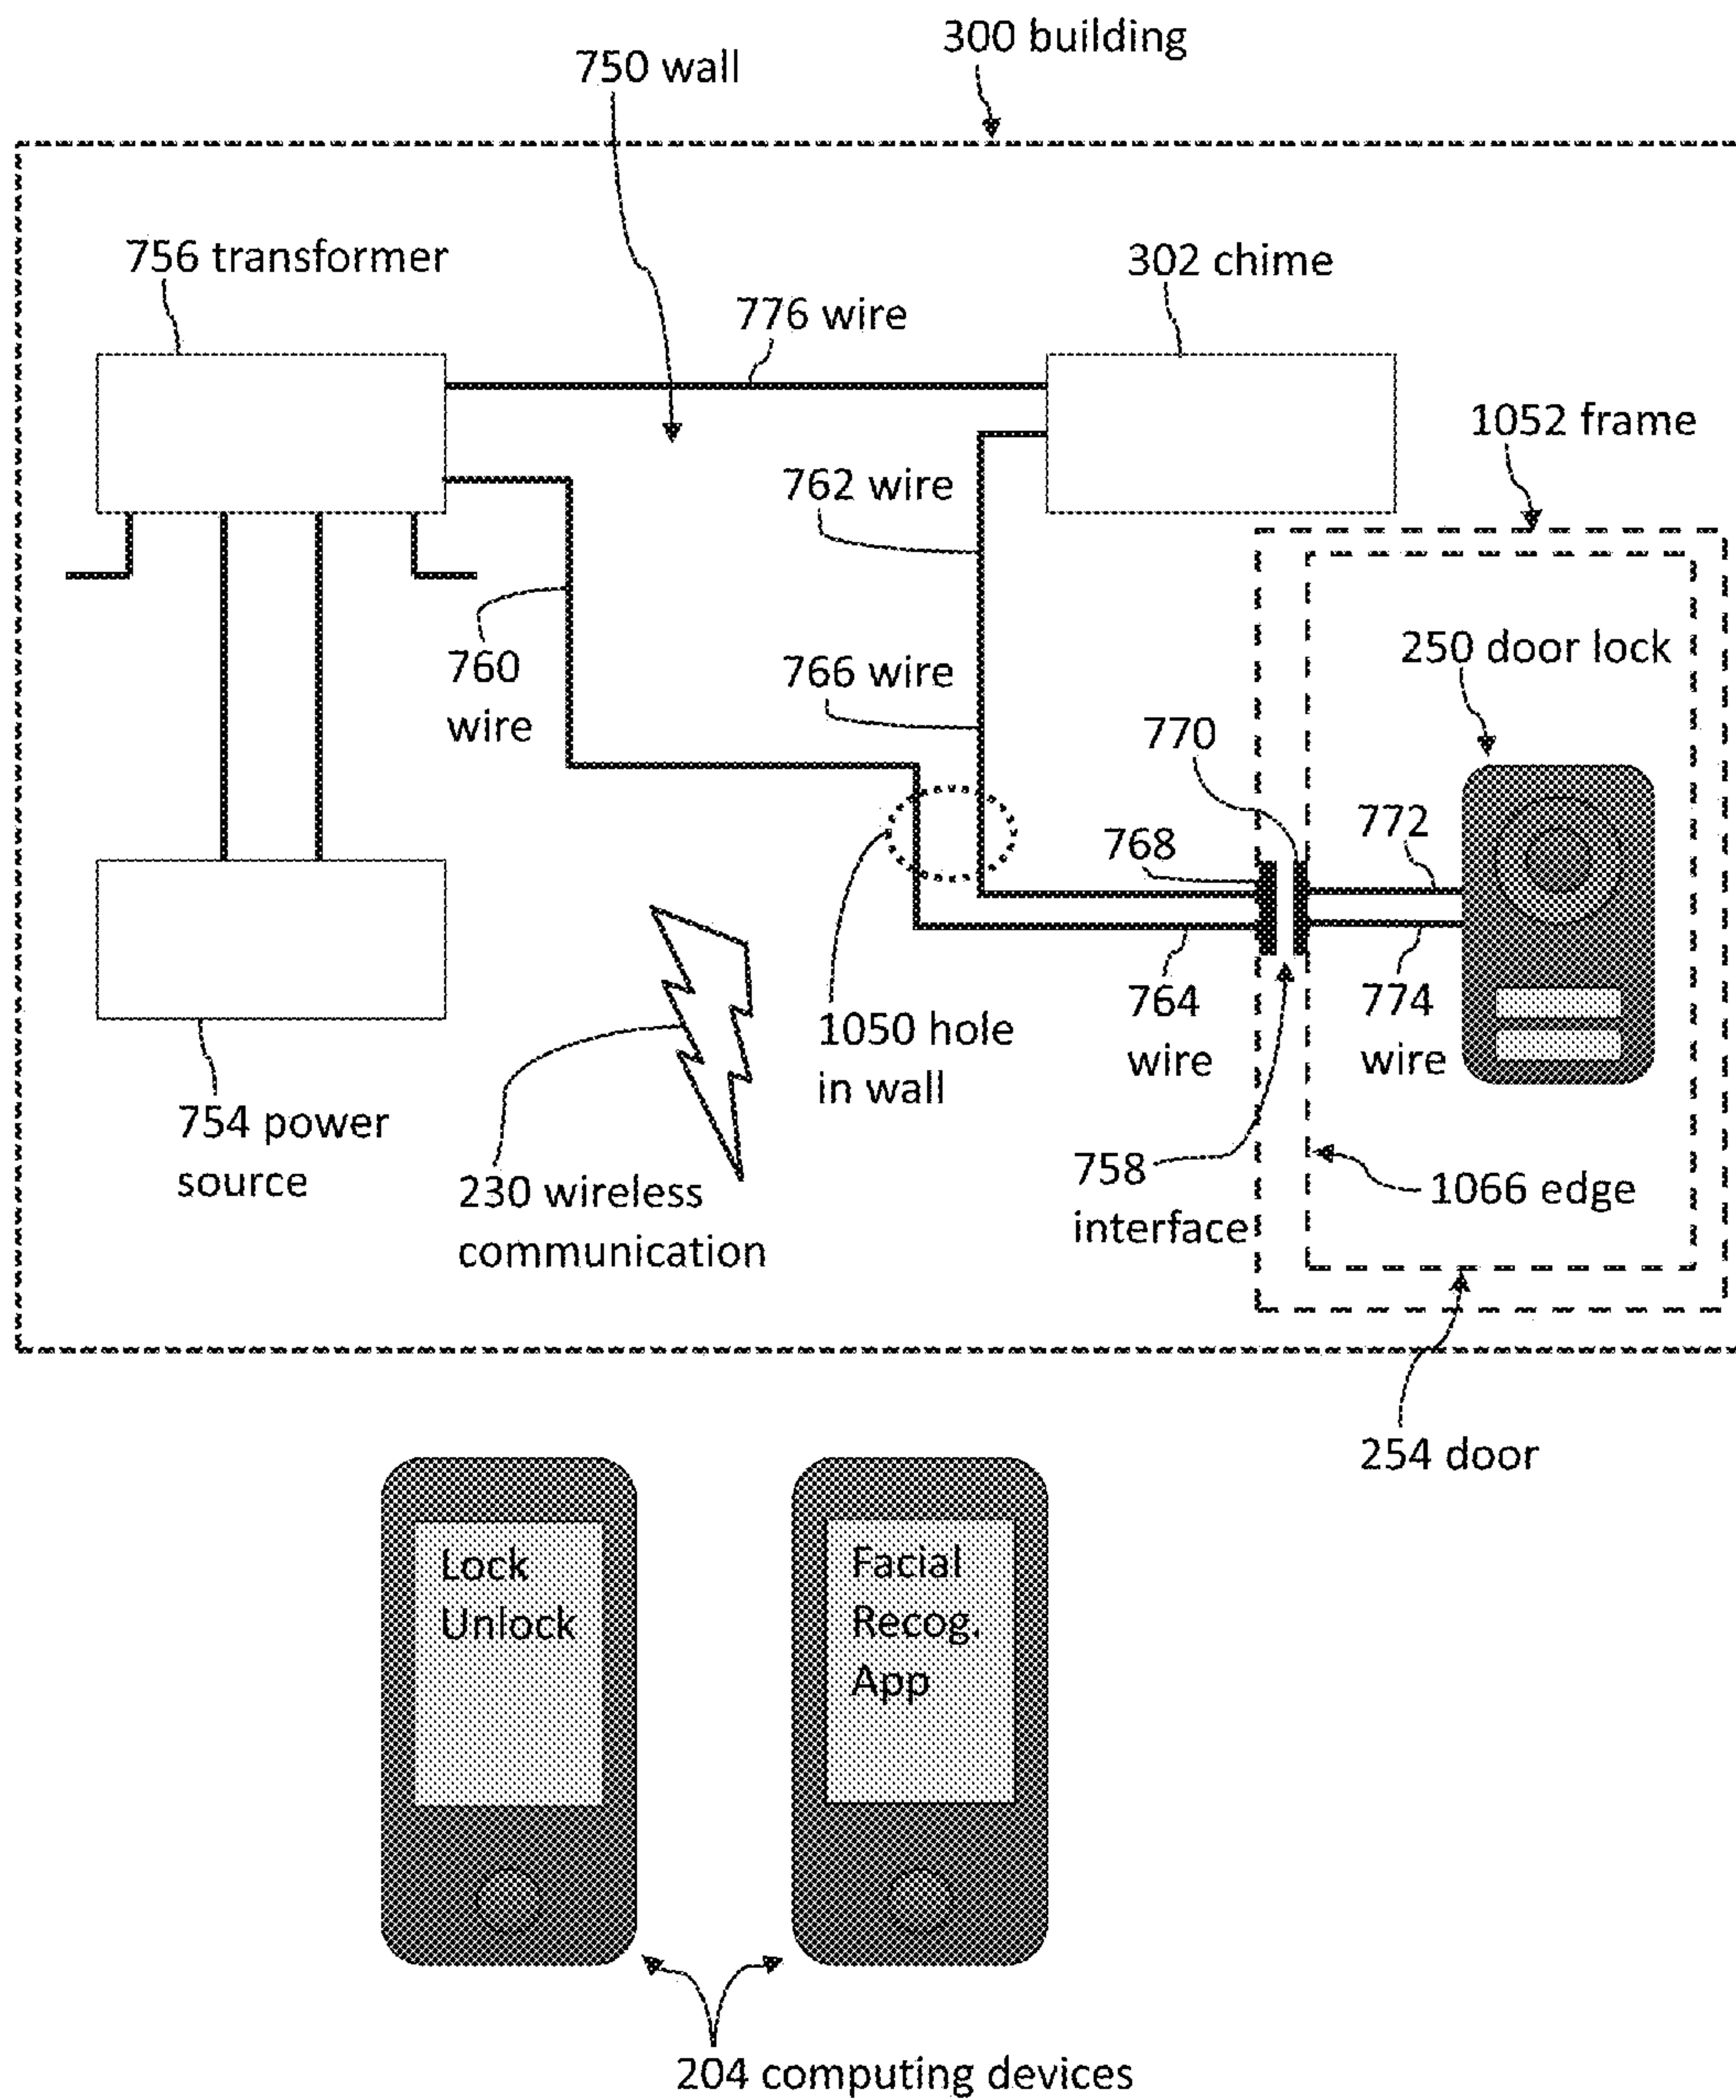 300 building
750 wall
756 transformer
302 chime
776 wire
1052 frame
762 wire
250 door lock
760
wire
766 wire
770
768
772
764
wire
774
wire
1050 hole
in wall
754 power
source
758
interface
230 wireless
communication
1066 edge
254 door
Lock
Unlock
Facial
Recog.
App
204 computing devices